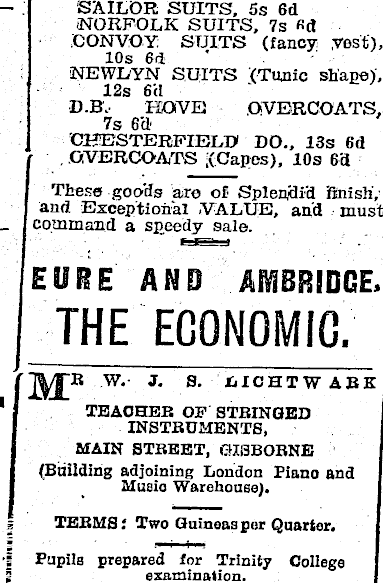 SAILOR SUITS, 5s 6d
NORFOLK SUITS, 7s 6d
CONVOY SUITS (fancy vest),
10s 6d
NEWLYN SUITS (Tunic shape),
12s 6d
D.B. HOVE OVERCOATS,
7s 6d
CHESTERFIELD DO., 13s 6d
OVERCOATS (Capes), 10s 6d
These goods are of Splendid finish,
and Exceptional VALUE, and must
command a speedy sale.
EURE AND AMBRIDGE.
THE ECONOMIC.
MR W. J. S. LICHTWARK
TEACHER OF STRINGED
INSTRUMENTS,
MAIN STREET, GISBORNE
(Building adjoining London Piano and
Music Warehouse).
TERMS: Two Guineas per Quarter.
Pupils prepared for Trinity College
examination.